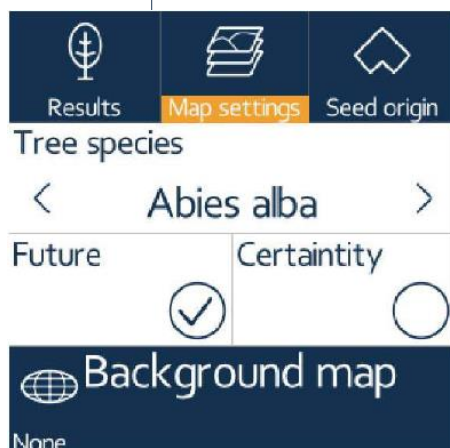 Results Map settings Seed origin
Tree species
< Abies alba >
Future Certaintity
Background map
None